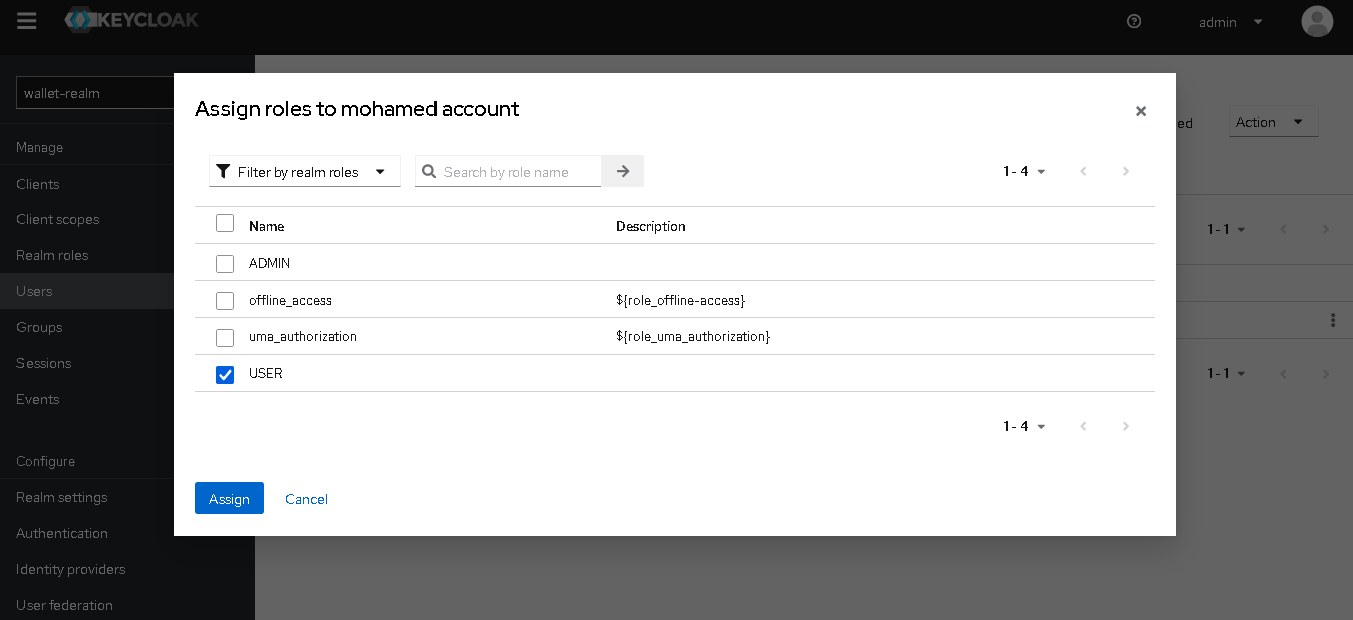 KEYCLOAK
admin
wallet-realm
Manage
Clients
Client scopes
Realm roles
Users
Groups
Sessions
Events
Configure
Realm settings
Authentication
Identity providers
User federation
Assign roles to mohamed account
Filter by realm roles
Search by role name
1 - 4
Name Description
ADMIN
offline_access ${role_offline-access}
uma_authorization ${role_uma_authorization}
USER
1 - 4
Assign Cancel
ed
Action
1 - 1
1 - 1